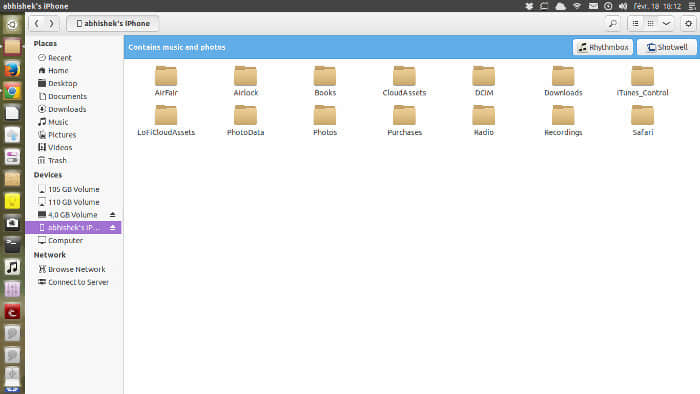 abhishek's iPhone
févr. 18 18:12
abhishek's iPhone
Places
Recent
Home
Desktop
Documents
Downloads
Music
Pictures
Videos
Trash
Devices
105 GB Volume
110 GB Volume
4,0 GB Volume
abhishek's iP...
Computer
Network
Browse Network
Connect to Server
Contains music and photos
Rhythmbox
Shotwell
AirFair
Airlock
Books
CloudAssets
DCIM
Downloads
iTunes_Control
LoFiCloudAssets
PhotoData
Photos
Purchases
Radio
Recordings
Safari